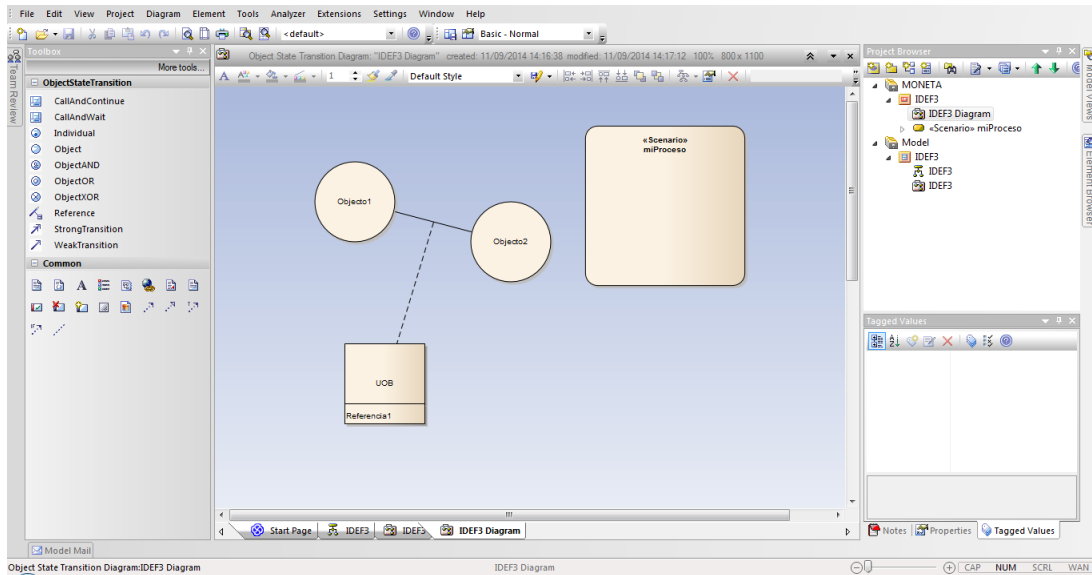 File Edit View Project Diagram Element Tools Analyzer Extensions Settings Window Help
<default> Basic - Normal
Toolbox
More tools...
ObjectStateTransition
CallAndContinue
CallAndWait
Individual
Object
ObjectAND
ObjectOR
ObjectXOR
Reference
StrongTransition
WeakTransition
Common
Team Review
Object State Transition Diagram: "IDEF3 Diagram" created: 11/09/2014 14:16:38 modified: 11/09/2014 14:17:12 100% 800 x 1100
A 1 Default Style
Objecto1
Objecto2
«Scenario»
miProceso
UOB
Referencia1
Start Page IDEF3 IDEF3 IDEF3 Diagram
Project Browser
MONETA
IDEF3
IDEF3 Diagram
«Scenario» miProceso
Model
IDEF3
IDEF3
IDEF3
Model Views
Element Browser
Tagged Values
Notes Properties Tagged Values
Model Mail
Object State Transition Diagram:IDEF3 Diagram IDEF3 Diagram CAP NUM SCRL WAN